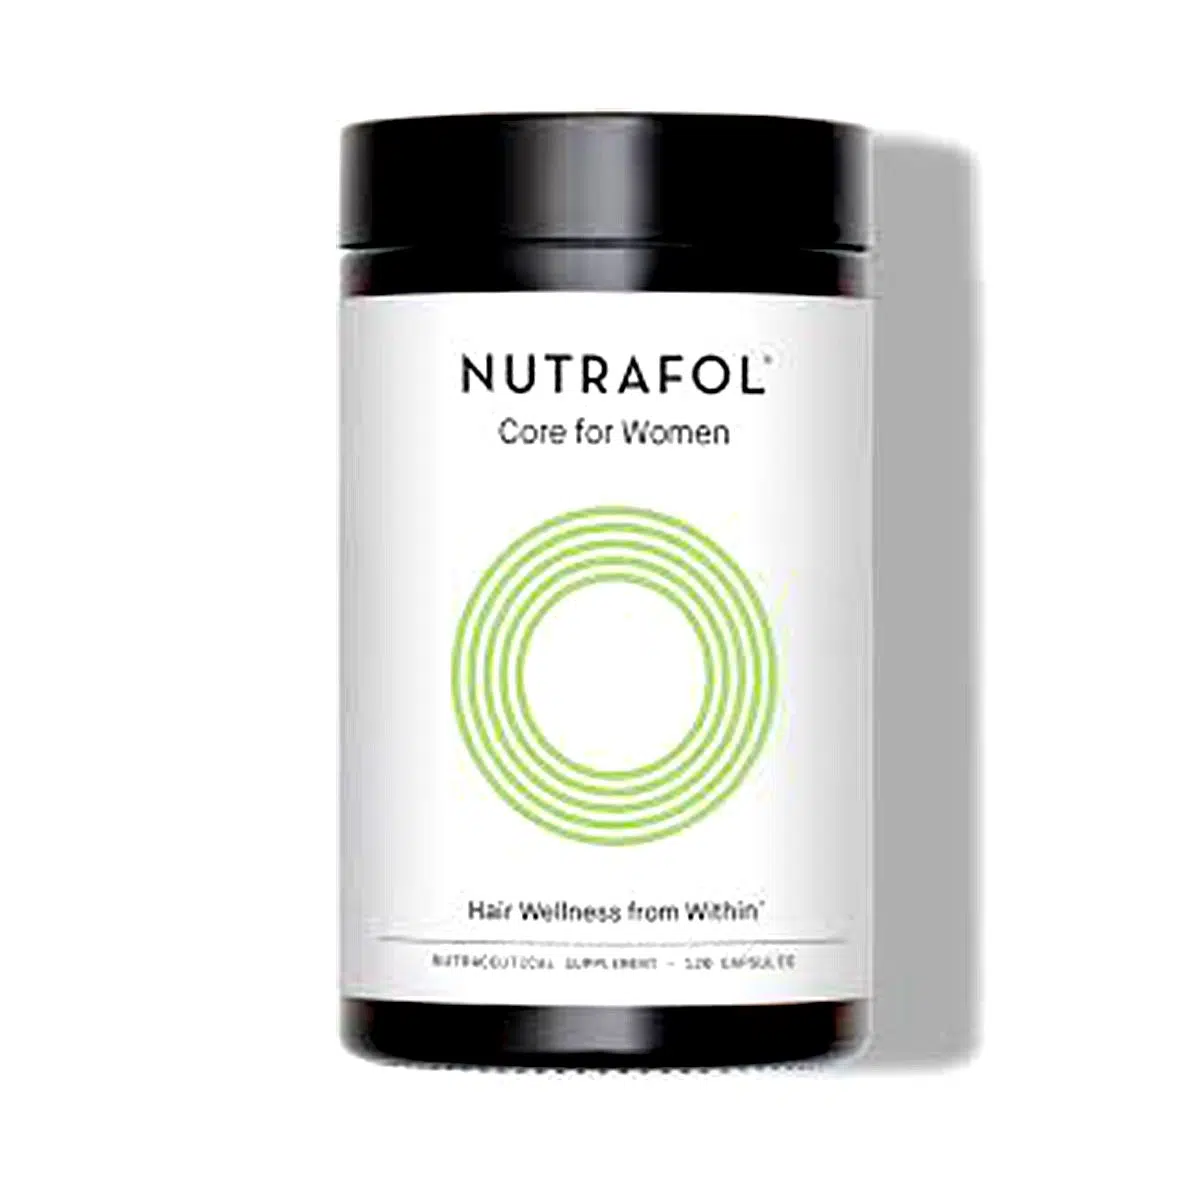 NUTRAFOL®
Core for Women
Hair Wellness from Within*
NUTRACEUTICAL SUPPLEMENT – 120 CAPSULES